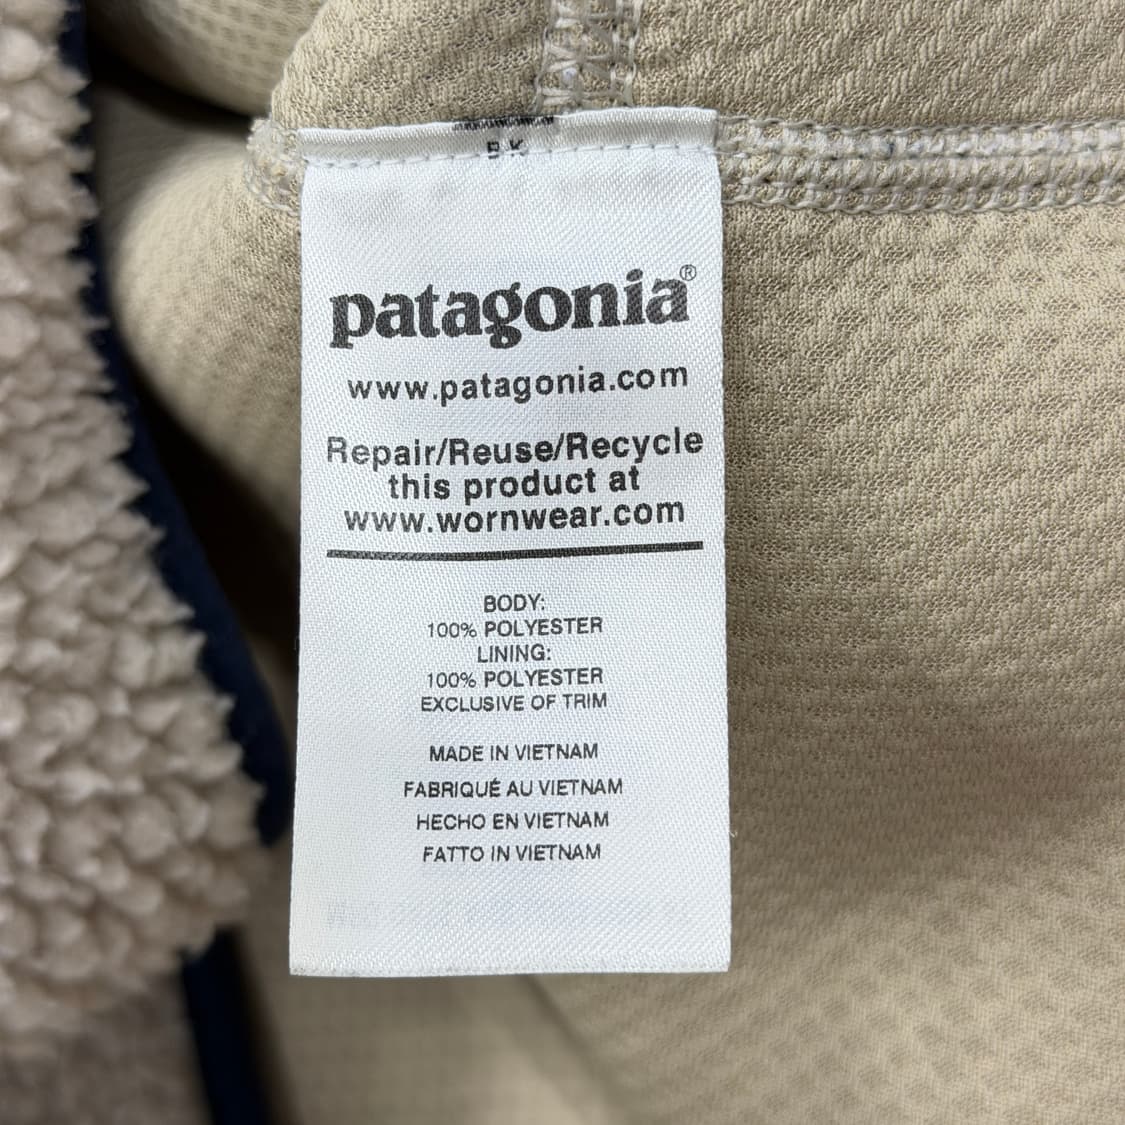 patagonia®
www.patagonia.com
Repair/Reuse/Recycle
this product at
www.wornwear.com
BODY:
100% POLYESTER
LINING:
100% POLYESTER
EXCLUSIVE OF TRIM
MADE IN VIETNAM
FABRIQUÉ AU VIETNAM
HECHO EN VIETNAM
FATTO IN VIETNAM